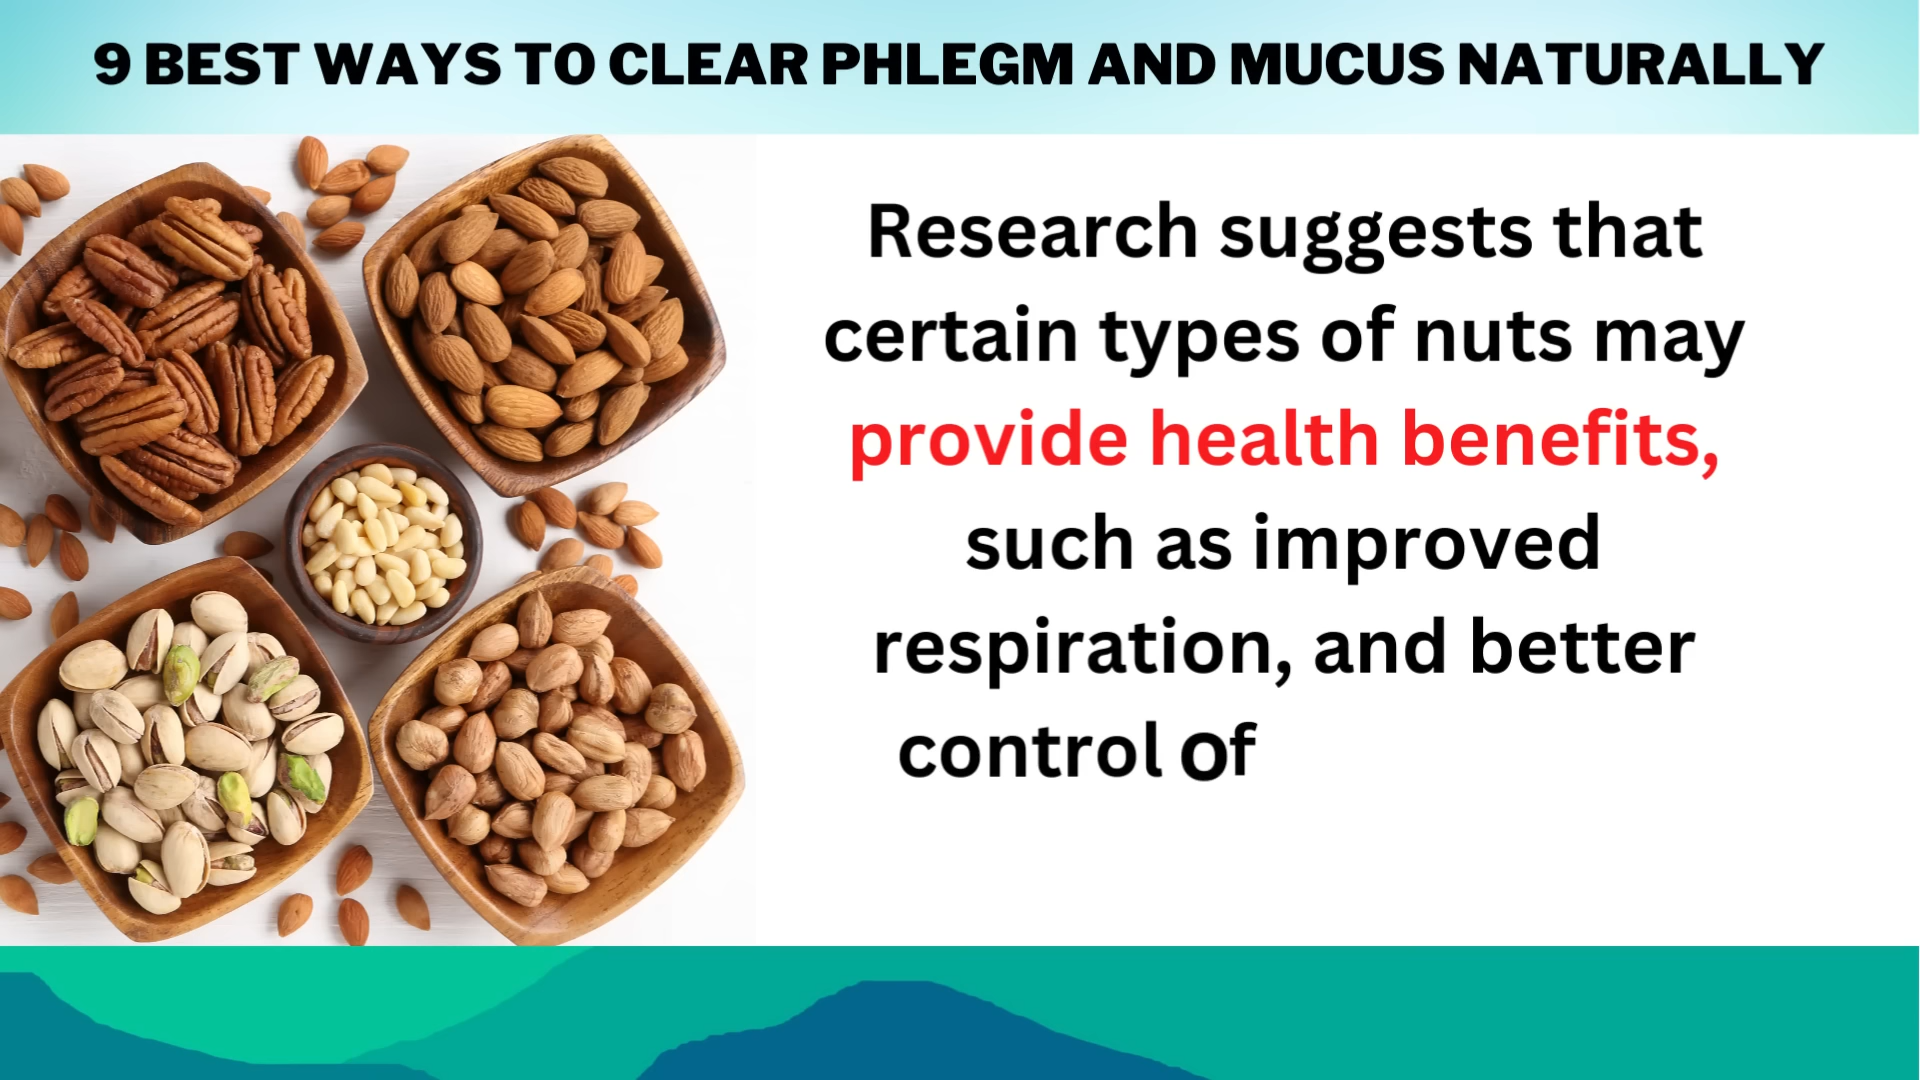 9 BEST WAYS TO CLEAR PHLEGM AND MUCUS NATURALLY
Research suggests that
certain types of nuts may
provide health benefits,
such as improved
respiration, and better
control of